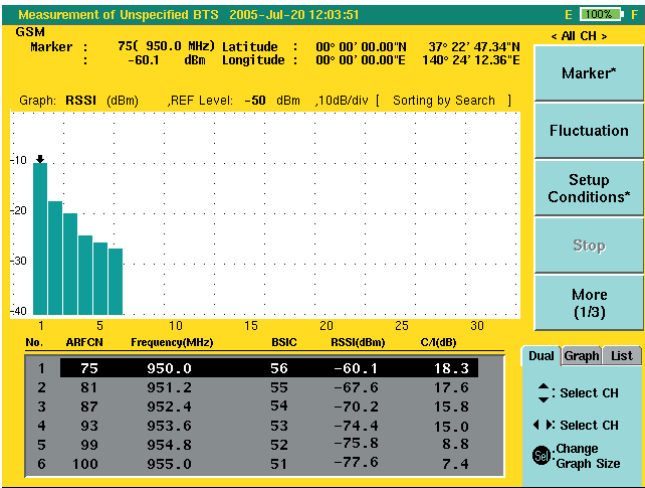 Measurement of Unspecified BTS 2005-Jul-20 12:03:51 E 100% F
GSM
Marker : 75( 950.0 MHz) Latitude : 00° 00' 00.00"N 37° 22' 47.34"N
: -60.1 dBm Longitude : 00° 00' 00.00"E 140° 24' 12.36"E
Graph: RSSI (dBm) ,REF Level: -50 dBm ,10dB/div [ Sorting by Search ]
-10
-20
-30
-40
1 5 10 15 20 25 30
No. ARFCN Frequency(MHz) BSIC RSSI(dBm) C/I(dB)
1 75 950.0 56 -60.1 18.3
2 81 951.2 55 -67.6 17.6
3 87 952.4 54 -70.2 15.8
4 93 953.6 53 -74.4 15.0
5 99 954.8 52 -75.8 8.8
6 100 955.0 51 -77.6 7.4
< All CH >
Marker*
Fluctuation
Setup
Conditions*
Stop
More
(1/3)
Dual Graph List
: Select CH
: Select CH
Sel :Change
Graph Size